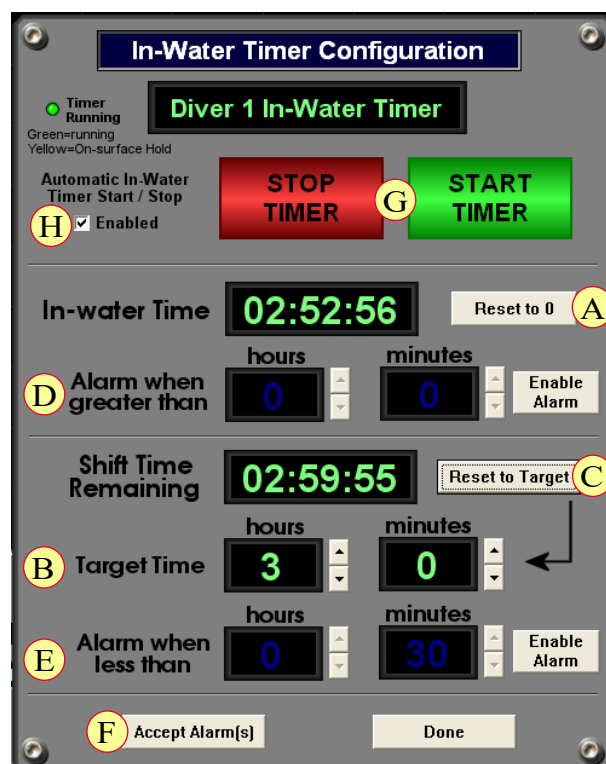 In-Water Timer Configuration
Diver 1 In-Water Timer
Timer
Running
Green=running
Yellow=On-surface Hold
Automatic In-Water
Timer Start / Stop
H
Enabled
STOP
TIMER
G
START
TIMER
In-water Time
02:52:56
Reset to 0
A
D
Alarm when
greater than
hours
0
minutes
0
Enable
Alarm
Shift Time
Remaining
02:59:55
Reset to Target
C
B
Target Time
hours
3
minutes
0
E
Alarm when
less than
hours
0
minutes
30
Enable
Alarm
F
Accept Alarm(s)
Done